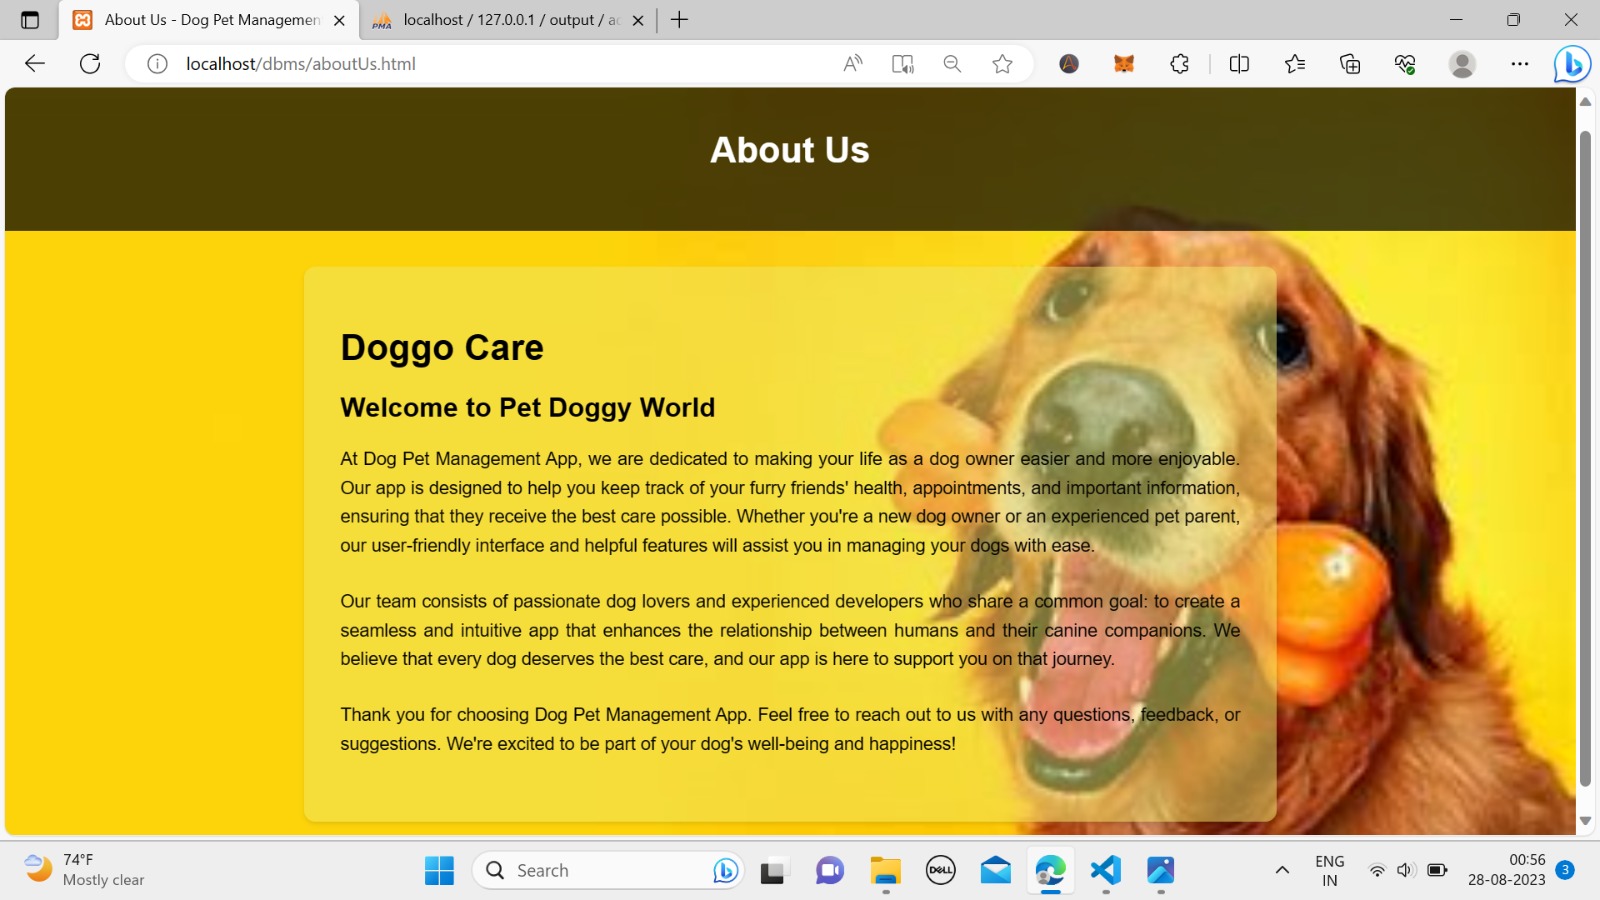 About Us - Dog Pet Managemen
localhost / 127.0.0.1 / output / ac
localhost/dbms/aboutUs.html
About Us
Doggo Care
Welcome to Pet Doggy World
At Dog Pet Management App, we are dedicated to making your life as a dog owner easier and more enjoyable.
Our app is designed to help you keep track of your furry friends' health, appointments, and important information,
ensuring that they receive the best care possible. Whether you're a new dog owner or an experienced pet parent,
our user-friendly interface and helpful features will assist you in managing your dogs with ease.
Our team consists of passionate dog lovers and experienced developers who share a common goal: to create a
seamless and intuitive app that enhances the relationship between humans and their canine companions. We
believe that every dog deserves the best care, and our app is here to support you on that journey.
Thank you for choosing Dog Pet Management App. Feel free to reach out to us with any questions, feedback, or
suggestions. We're excited to be part of your dog's well-being and happiness!
74°F
Mostly clear
Search
DELL
ENG
IN
00:56
28-08-2023
3